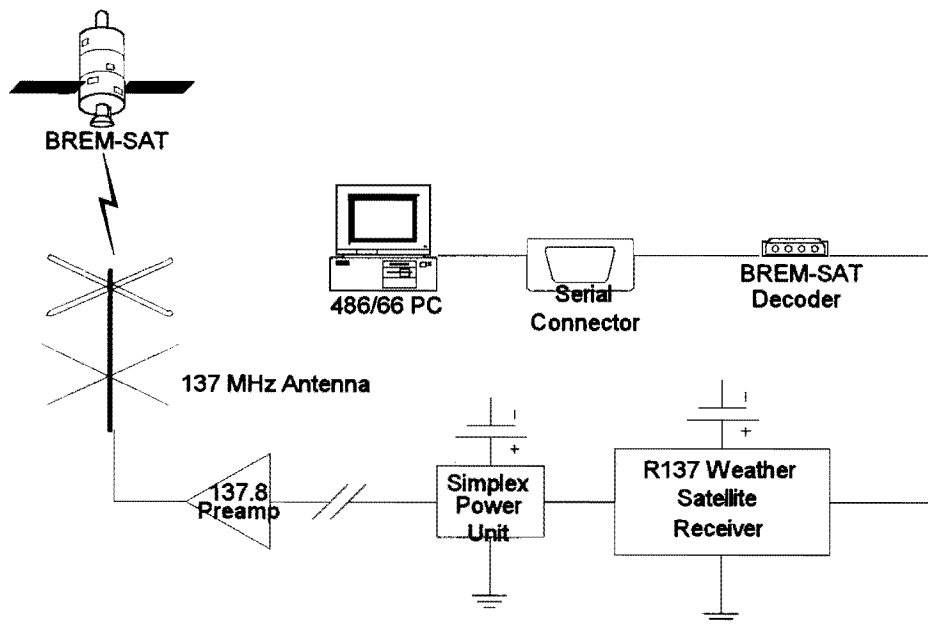 BREM-SAT
486/66 PC
Serial
Connector
BREM-SAT
Decoder
137 MHz Antenna
137.8
Preamp
Simplex
Power
Unit
R137 Weather
Satellite
Receiver